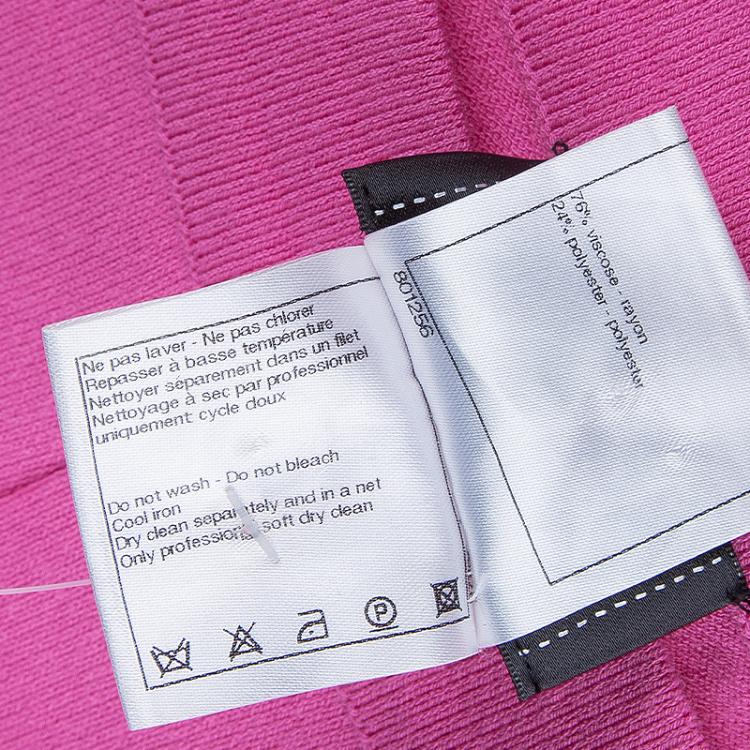 Ne pas laver - Ne pas chlorer
Repasser à basse température
Nettoyer séparement dans un filet
Nettoyage à sec par professionnel
uniquement cycle doux
Do not wash - Do not bleach
Cool iron
Dry clean separately and in a net
Only professional soft dry clean
P
801256
76% viscose - rayon
24% polyester - polyester